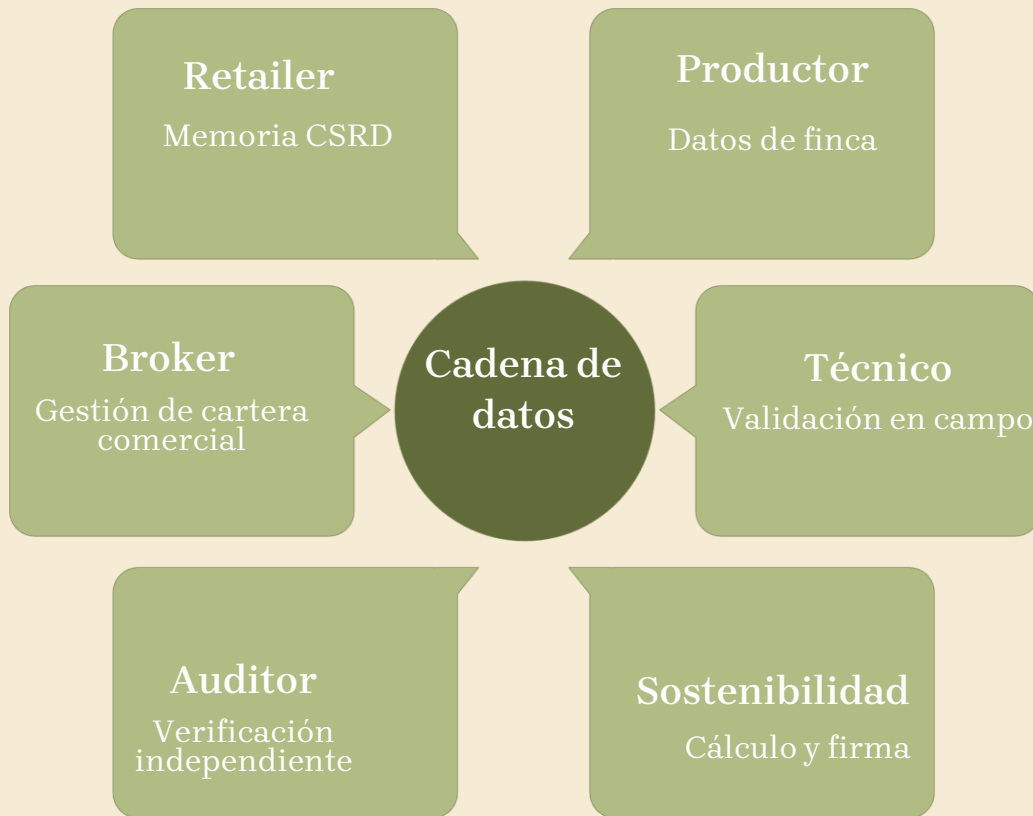 Retailer
Memoria CSRD
Productor
Datos de finca
Broker
Gestión de cartera
comercial
Cadena de
datos
Técnico
Validación en campo
Auditor
Verificación
independiente
Sostenibilidad
Cálculo y firma